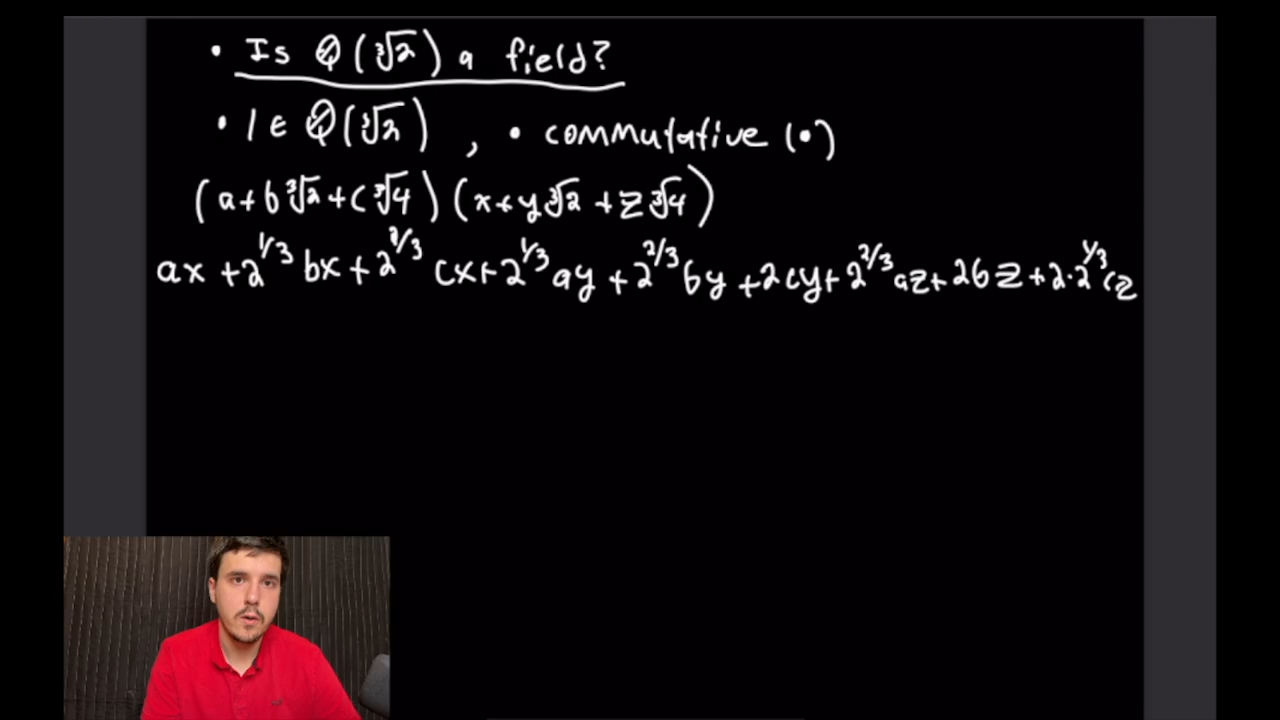 • Is ℚ(∛2) a field?
• 1 ∈ ℚ(∛2) , • commutative (•)
(a+b∛2+c∛4)(x+y∛2+z∛4)
ax+2^{1/3}bx+2^{2/3}cx+2^{1/3}ay+2^{2/3}by+2cy+2^{2/3}az+2bz+2·2^{1/3}cz